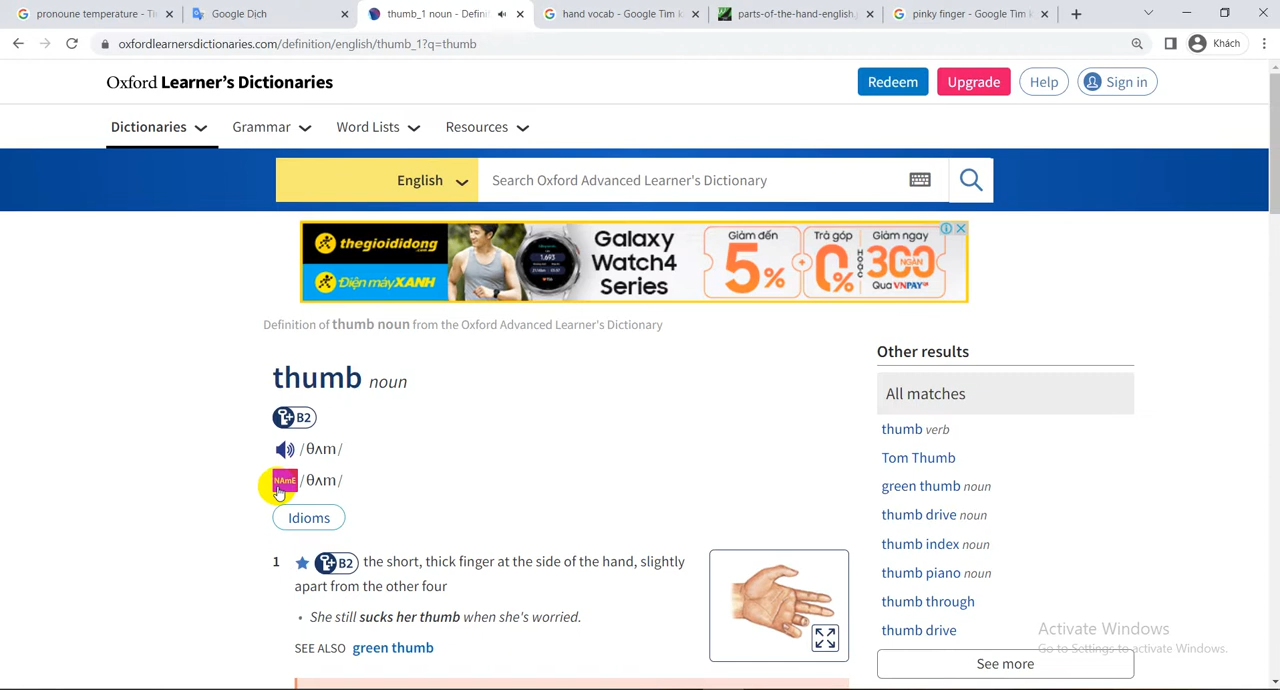 pronoune temperature - Tì
Google Dịch
thumb_1 noun - Defini
hand vocab - Google Tìm k
parts-of-the-hand-english.j
pinky finger - Google Tìm k
oxfordlearnersdictionaries.com/definition/english/thumb_1?q=thumb
Khách
Oxford Learner's Dictionaries
Redeem
Upgrade
Help
Sign in
Dictionaries
Grammar
Word Lists
Resources
English
Search Oxford Advanced Learner's Dictionary
thegioididong
Điện máy XANH
1.693
Galaxy
Watch4
Series
Giảm đến
5%
Trả góp
0%
Giảm ngay
HOẶC
300 NGÀN
Qua VNPAY
Definition of thumb noun from the Oxford Advanced Learner's Dictionary
thumb noun
B2
/θʌm/
NAmE /θʌm/
Idioms
1 B2 the short, thick finger at the side of the hand, slightly
apart from the other four
• She still sucks her thumb when she's worried.
SEE ALSO green thumb
Other results
All matches
thumb verb
Tom Thumb
green thumb noun
thumb drive noun
thumb index noun
thumb piano noun
thumb through
thumb drive
See more
Activate Windows
Go to Settings to activate Windows.